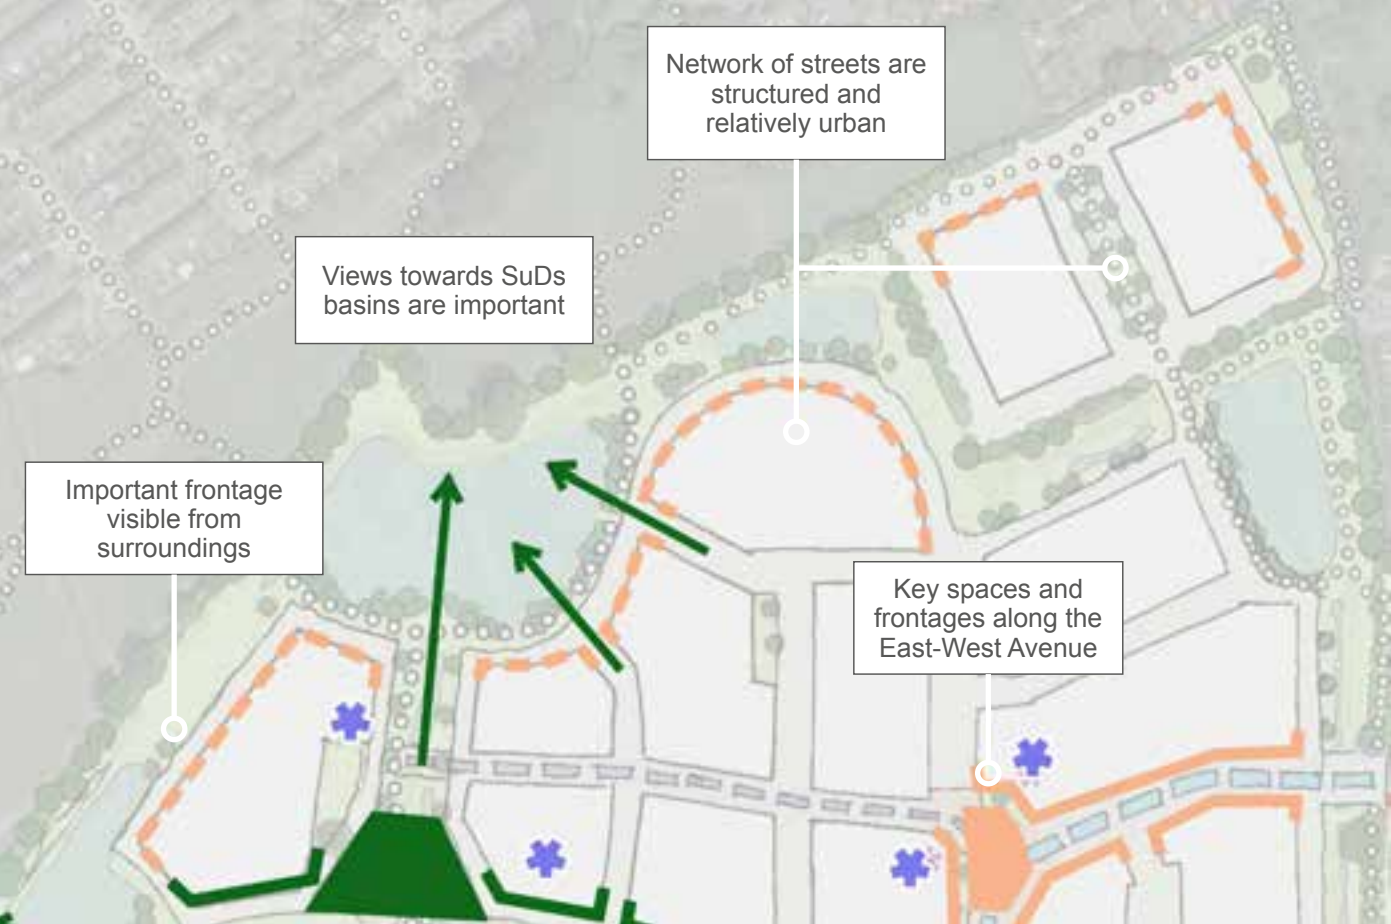 Network of streets are
structured and
relatively urban
Views towards SuDs
basins are important
Important frontage
visible from
surroundings
Key spaces and
frontages along the
East-West Avenue